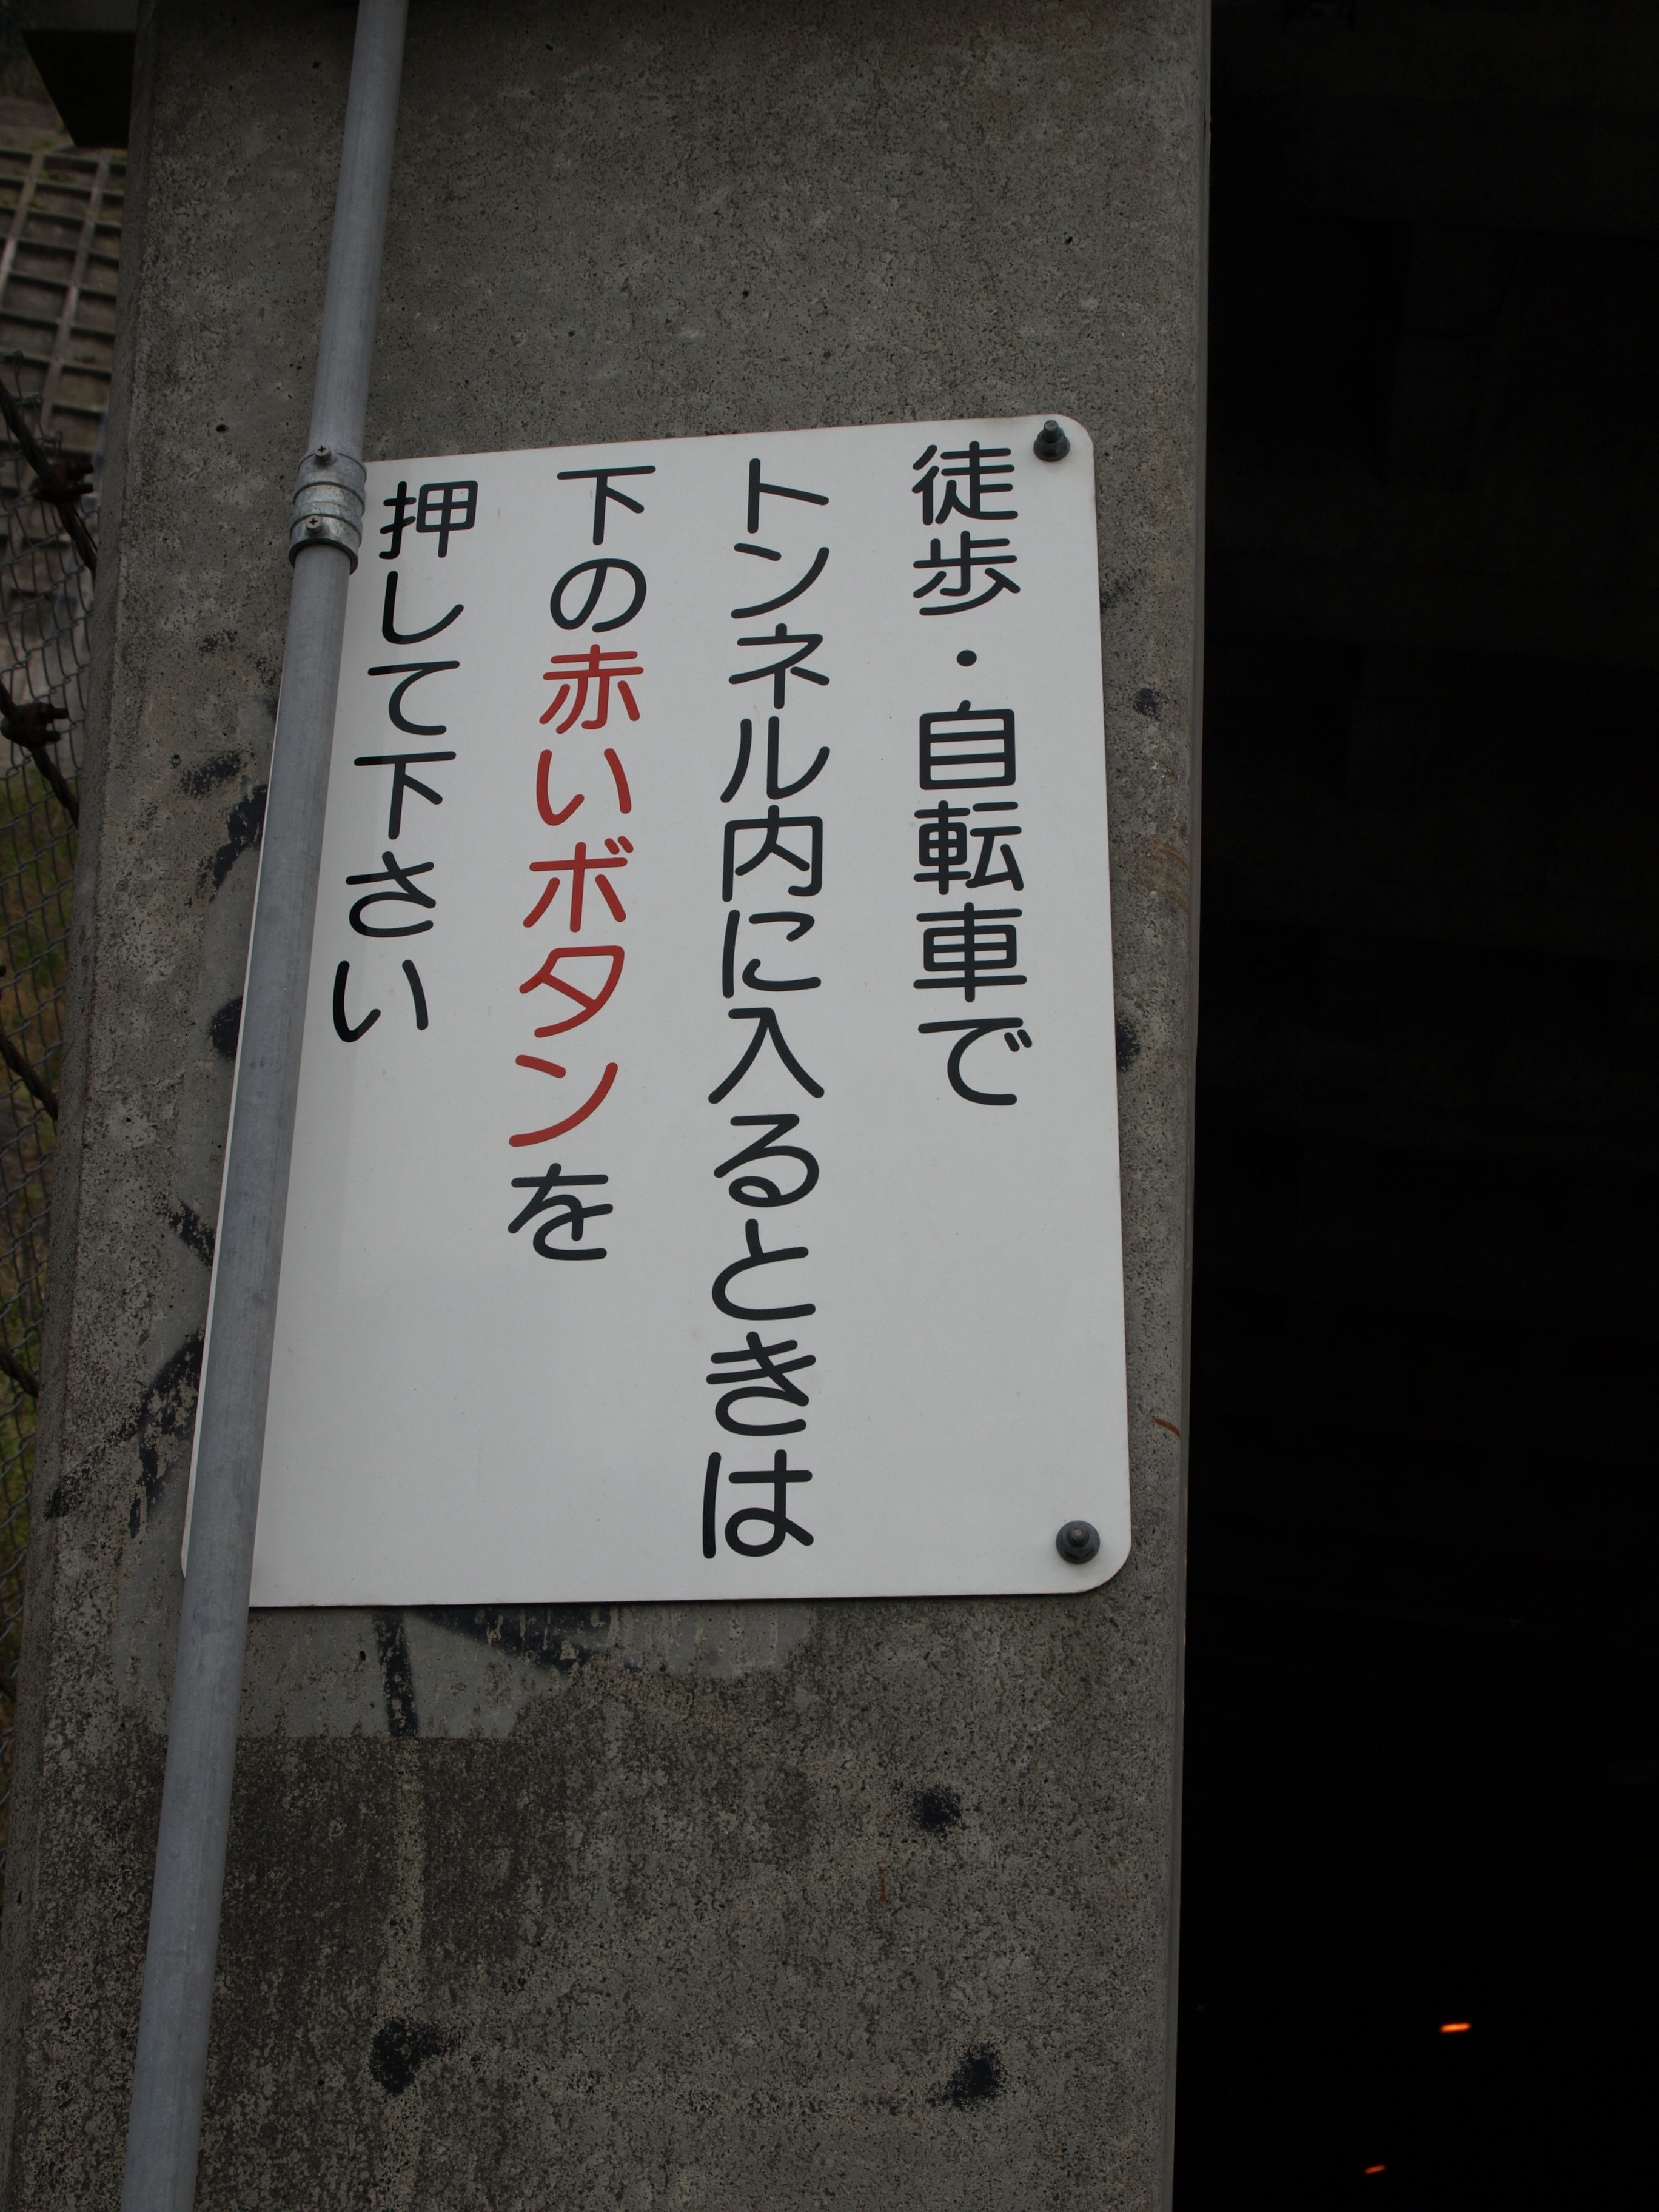 徒歩・自転車で
トンネル内に入るときは
下の赤いボタンを
押して下さい